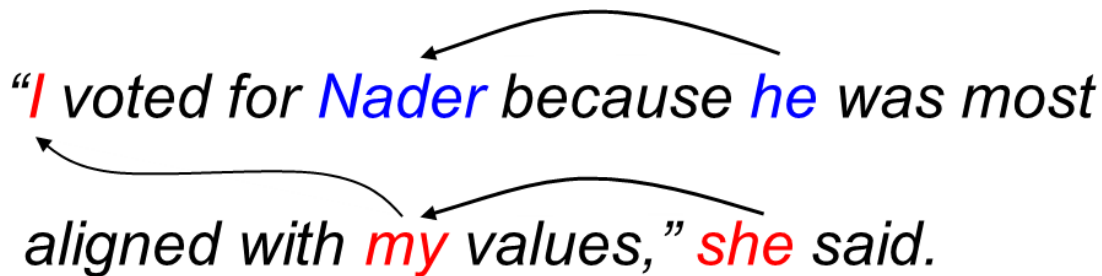 “I voted for Nader because he was most
aligned with my values,” she said.